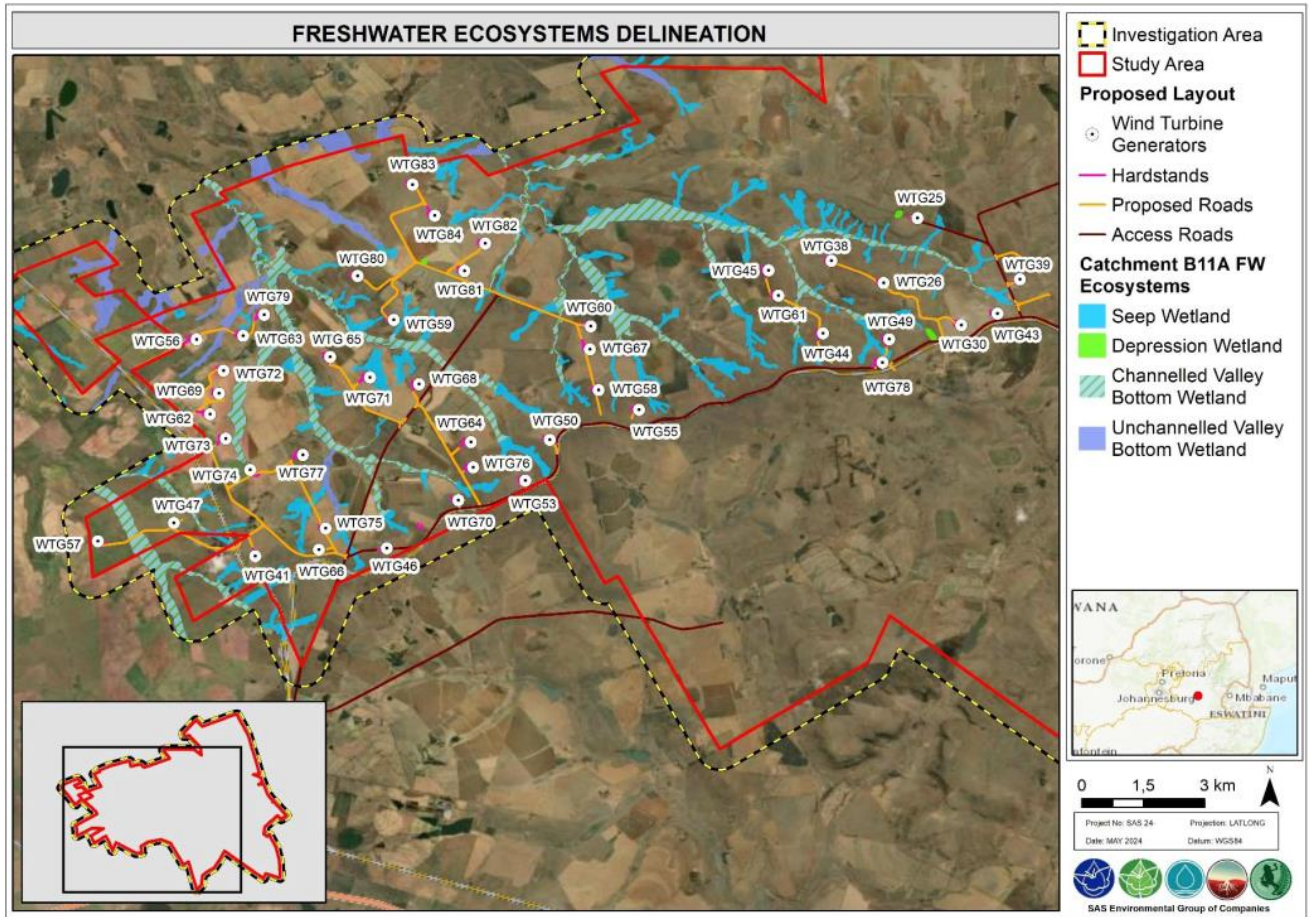 FRESHWATER ECOSYSTEMS DELINEATION
WTG83
WTG25
WTG84
WTG82
WTG80
WTG81
WTG45
WTG38
WTG26
WTG39
WTG79
WTG59
WTG60
WTG61
WTG56
WTG63
WTG 65
WTG67
WTG44
WTG49
WTG30
WTG43
WTG72
WTG69
WTG71
WTG68
WTG58
WTG78
WTG62
WTG73
WTG64
WTG50
WTG55
WTG74
WTG77
WTG76
WTG53
WTG47
WTG75
WTG70
WTG57
WTG41
WTG66
WTG46
Investigation Area
Study Area
Proposed Layout
Wind Turbine
Generators
Hardstands
Proposed Roads
Access Roads
Catchment B11A FW
Ecosystems
Seep Wetland
Depression Wetland
Channelled Valley
Bottom Wetland
Unchannelled Valley
Bottom Wetland
WANA
orone
Pretoria
Johannesburg
Maput
Mbabane
ESWATINI
mfontein
0 1,5 3 km
N
Project No: SAS 24- Projection: LATLONG
Date: MAY 2024 Datum: WGS84
SAS Environmental Group of Companies